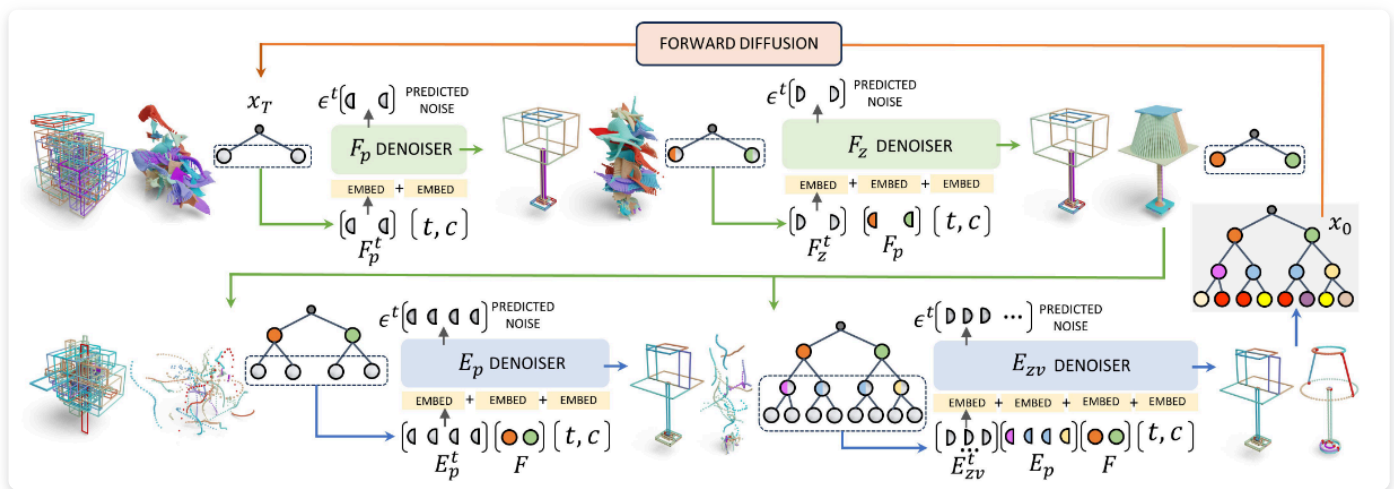 FORWARD DIFFUSION
x_T
ϵ^t PREDICTED
NOISE
F_p DENOISER
EMBED + EMBED
[t, c]
F_p^t
ϵ^t PREDICTED
NOISE
F_z DENOISER
EMBED + EMBED + EMBED
[t, c]
F_z^t F_p
x_0
ϵ^t PREDICTED
NOISE
E_p DENOISER
EMBED + EMBED + EMBED
[t, c]
E_p^t F
ϵ^t ... PREDICTED
NOISE
E_zv DENOISER
EMBED + EMBED + EMBED + EMBED
... [t, c]
E_zv^t E_p F